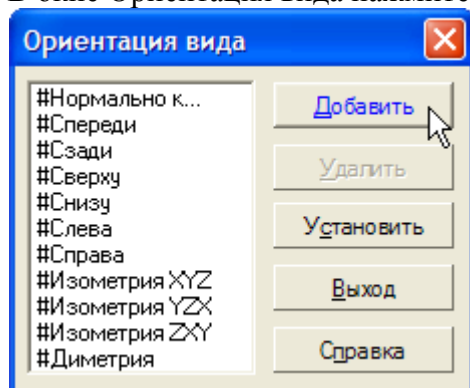 В окне Ориентация вида нажмите
Ориентация вида
#Нормально к...
#Спереди
#Сзади
#Сверху
#Снизу
#Слева
#Справа
#Изометрия XYZ
#Изометрия YZX
#Изометрия ZXY
#Диметрия
Добавить
Удалить
Установить
Выход
Справка